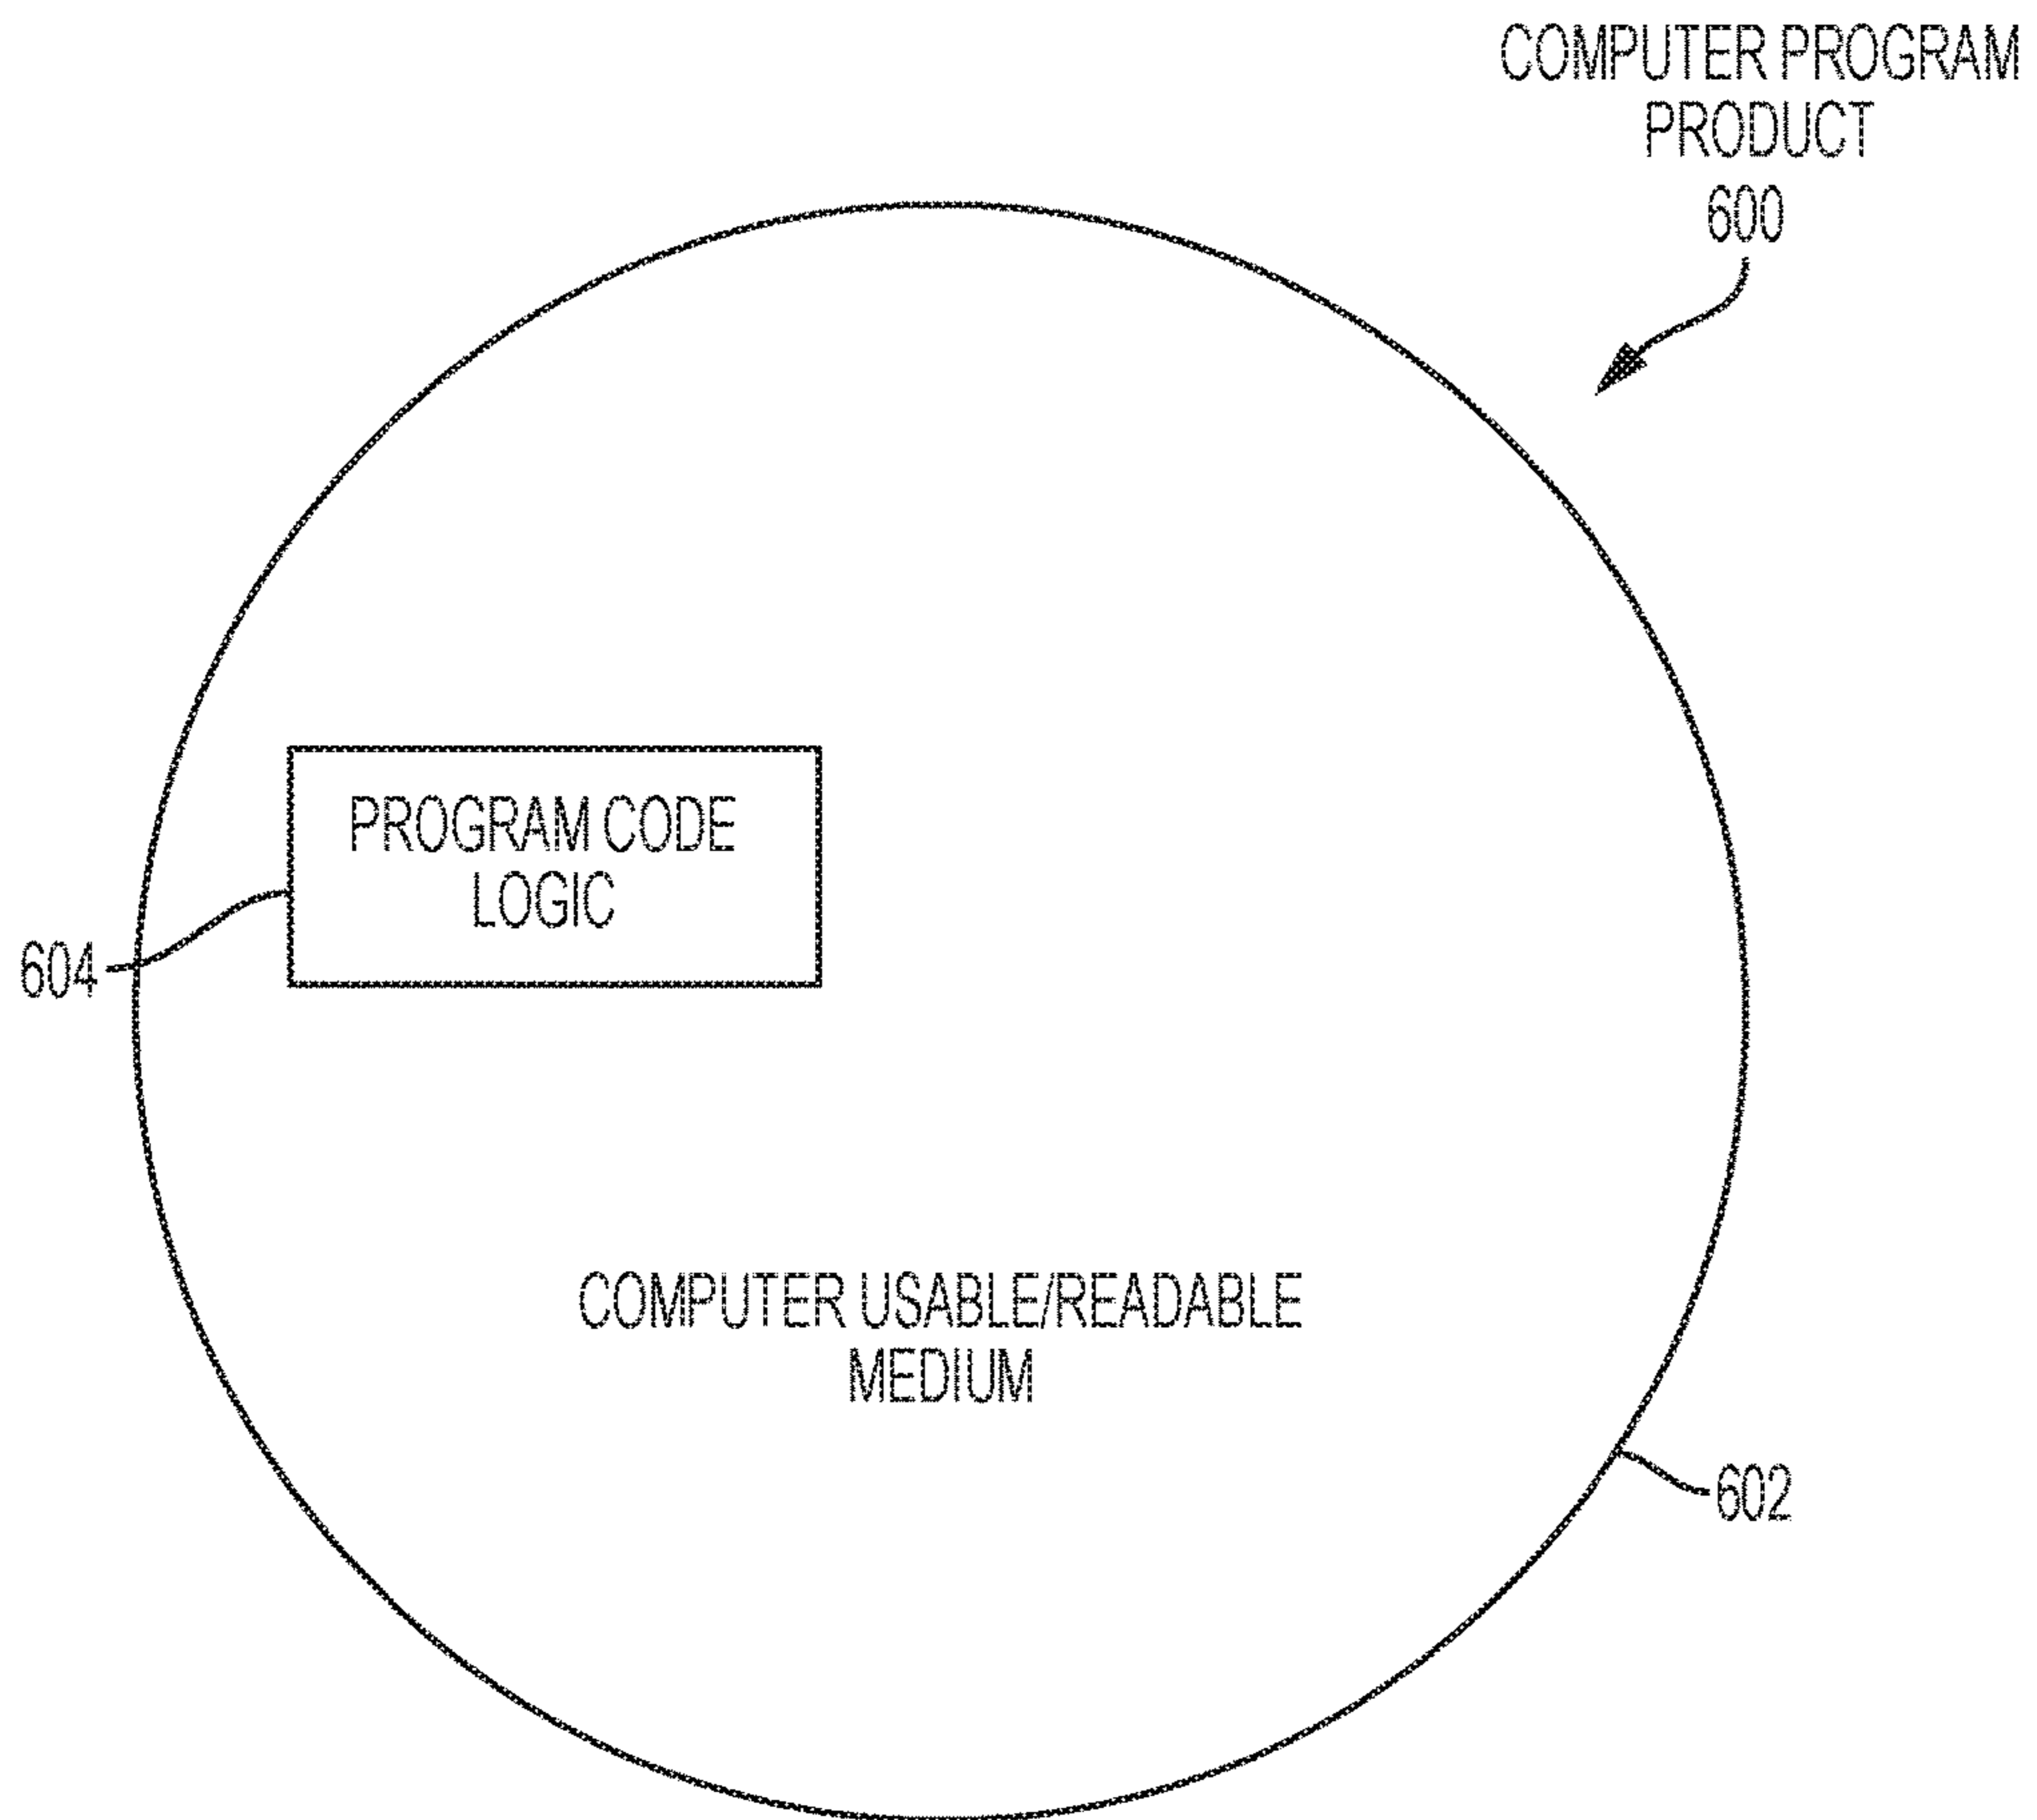 COMPUTER PROGRAM
PRODUCT
600
PROGRAM CODE
LOGIC
604
COMPUTER USABLE/READABLE
MEDIUM
602